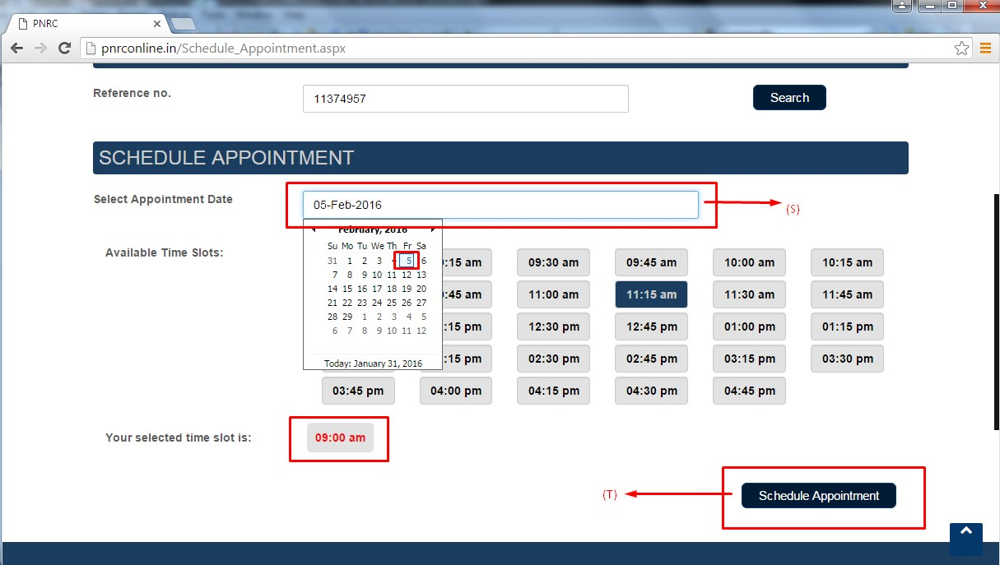 PNRC
pnrconline.in/Schedule_Appointment.aspx
Reference no.
11374957
Search
SCHEDULE APPOINTMENT
Select Appointment Date
05-Feb-2016
(S)
February, 2016
Su Mo Tu We Th Fr Sa
31 1 2 3 4 5 6
7 8 9 10 11 12 13
14 15 16 17 18 19 20
21 22 23 24 25 26 27
28 29 1 2 3 4 5
6 7 8 9 10 11 12
Today: January 31, 2016
Available Time Slots:
:15 am 09:30 am 09:45 am 10:00 am 10:15 am
:45 am 11:00 am 11:15 am 11:30 am 11:45 am
:15 pm 12:30 pm 12:45 pm 01:00 pm 01:15 pm
:15 pm 02:30 pm 02:45 pm 03:15 pm 03:30 pm
03:45 pm 04:00 pm 04:15 pm 04:30 pm 04:45 pm
Your selected time slot is:
09:00 am
(T)
Schedule Appointment